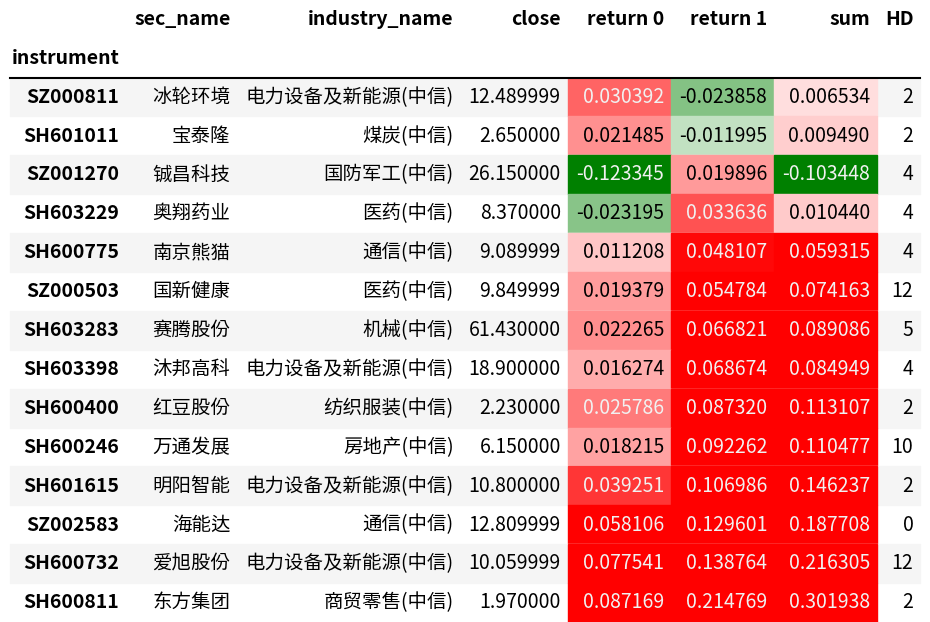 sec_name industry_name close return 0 return 1 sum HD
instrument
SZ000811 冰轮环境 电力设备及新能源(中信) 12.489999 0.030392 -0.023858 0.006534 2
SH601011 宝泰隆 煤炭(中信) 2.650000 0.021485 -0.011995 0.009490 2
SZ001270 铖昌科技 国防军工(中信) 26.150000 -0.123345 0.019896 -0.103448 4
SH603229 奥翔药业 医药(中信) 8.370000 -0.023195 0.033636 0.010440 4
SH600775 南京熊猫 通信(中信) 9.089999 0.011208 0.048107 0.059315 4
SZ000503 国新健康 医药(中信) 9.849999 0.019379 0.054784 0.074163 12
SH603283 赛腾股份 机械(中信) 61.430000 0.022265 0.066821 0.089086 5
SH603398 沐邦高科 电力设备及新能源(中信) 18.900000 0.016274 0.068674 0.084949 4
SH600400 红豆股份 纺织服装(中信) 2.230000 0.025786 0.087320 0.113107 2
SH600246 万通发展 房地产(中信) 6.150000 0.018215 0.092262 0.110477 10
SH601615 明阳智能 电力设备及新能源(中信) 10.800000 0.039251 0.106986 0.146237 2
SZ002583 海能达 通信(中信) 12.809999 0.058106 0.129601 0.187708 0
SH600732 爱旭股份 电力设备及新能源(中信) 10.059999 0.077541 0.138764 0.216305 12
SH600811 东方集团 商贸零售(中信) 1.970000 0.087169 0.214769 0.301938 2